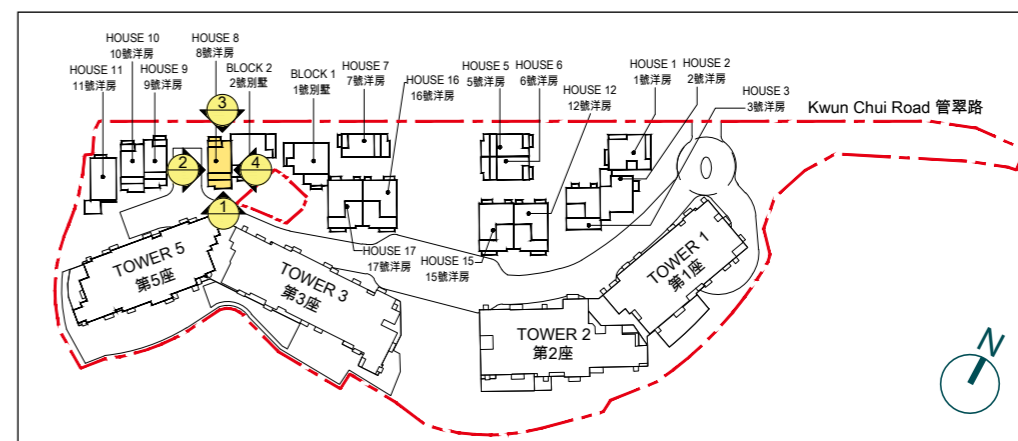 HOUSE 10
10號洋房
HOUSE 8
8號洋房
HOUSE 11
11號洋房
HOUSE 9
9號洋房
BLOCK 2
2號別墅
BLOCK 1
1號別墅
HOUSE 7
7號洋房
HOUSE 16
16號洋房
HOUSE 5
5號洋房
HOUSE 6
6號洋房
HOUSE 12
12號洋房
HOUSE 1
1號洋房
HOUSE 2
2號洋房
HOUSE 3
3號洋房
Kwun Chui Road 管翠路
3
2
4
1
HOUSE 17
17號洋房
HOUSE 15
15號洋房
TOWER 5
第5座
TOWER 3
第3座
TOWER 2
第2座
TOWER 1
第1座
N